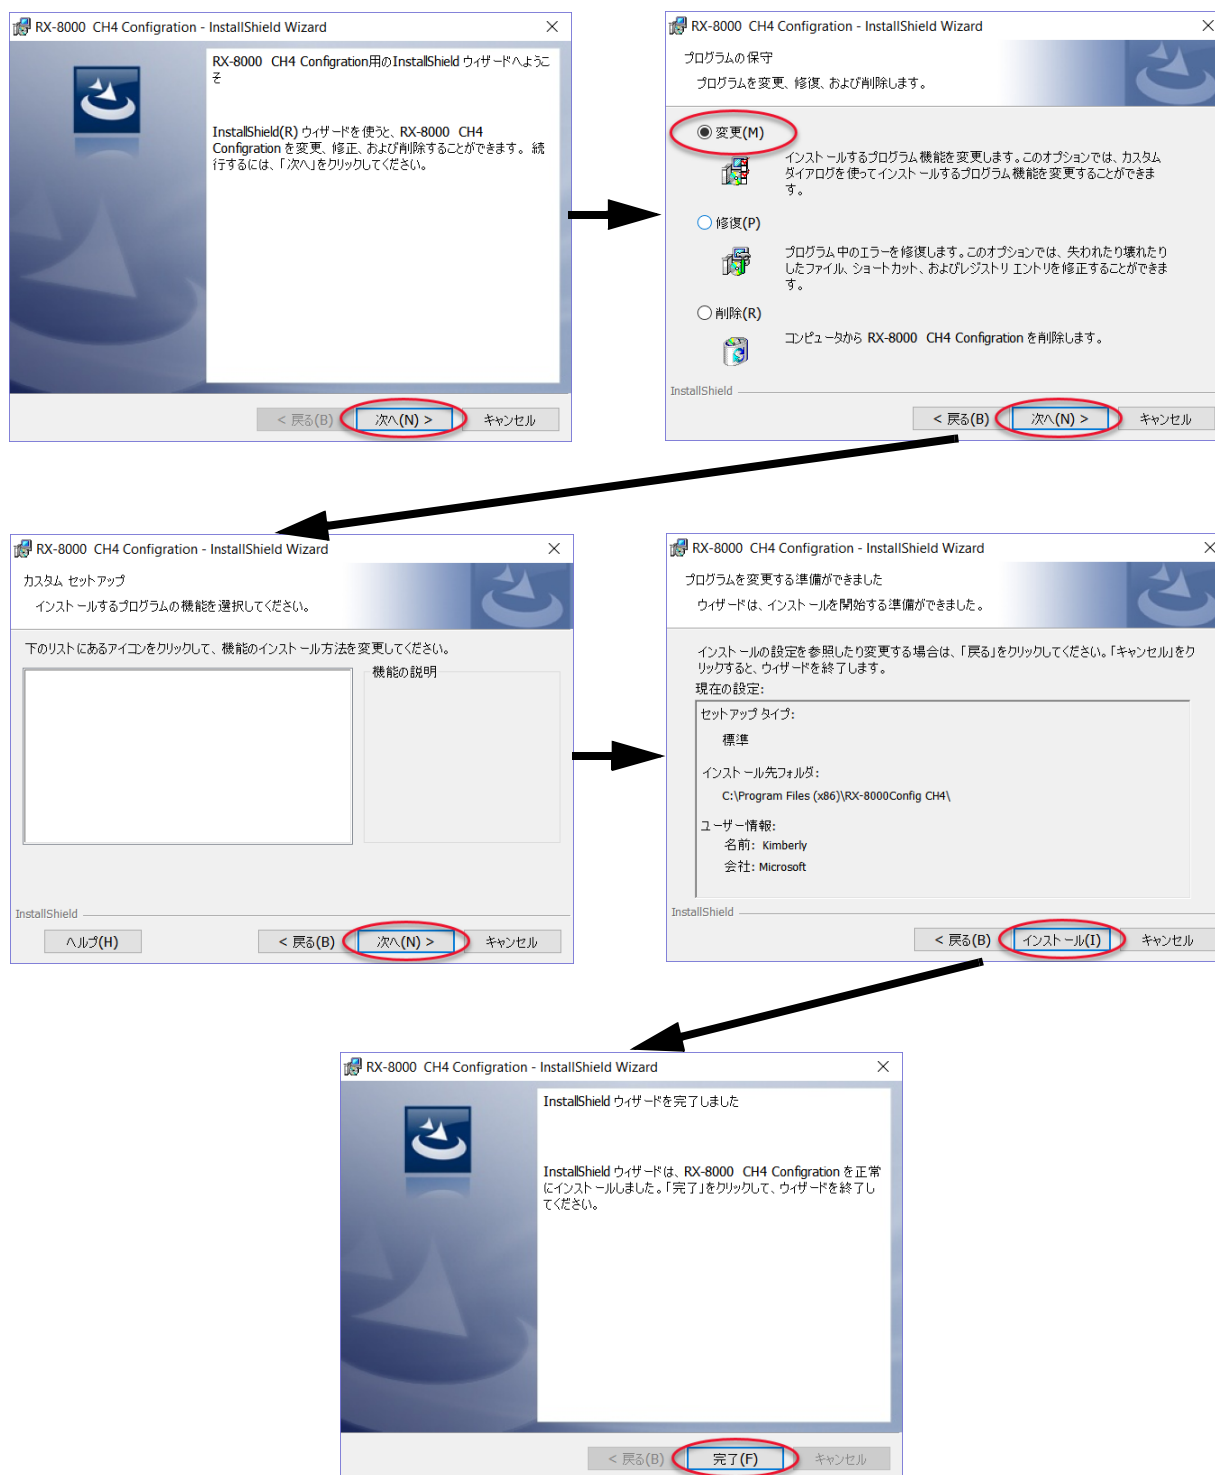 RX-8000  CH4 Configration - InstallShield Wizard
RX-8000  CH4 Configration用のInstallShield ウィザードへようこ
そ
InstallShield(R) ウィザードを使うと、RX-8000  CH4
Configration を変更、修正、および削除することができます。続
行するには、「次へ」をクリックしてください。
< 戻る(B)
次へ(N) >
キャンセル
RX-8000  CH4 Configration - InstallShield Wizard
プログラムの保守
プログラムを変更、修復、および削除します。
変更(M)
インストールするプログラム機能を変更します。このオプションでは、カスタム
ダイアログを使ってインストールするプログラム機能を変更することができま
す。
修復(P)
プログラム中のエラーを修復します。このオプションでは、失われたり壊れたり
したファイル、ショートカット、およびレジストリ エントリを修正することができま
す。
削除(R)
コンピュータから RX-8000  CH4 Configration を削除します。
InstallShield
< 戻る(B)
次へ(N) >
キャンセル
RX-8000  CH4 Configration - InstallShield Wizard
カスタム セットアップ
インストールするプログラムの機能を選択してください。
下のリストにあるアイコンをクリックして、機能のインストール方法を変更してください。
機能の説明
InstallShield
ヘルプ(H)
< 戻る(B)
次へ(N) >
キャンセル
RX-8000  CH4 Configration - InstallShield Wizard
プログラムを変更する準備ができました
ウィザードは、インストールを開始する準備ができました。
インストールの設定を参照したり変更する場合は、「戻る」をクリックしてください。「キャンセル」をク
リックすると、ウィザードを終了します。
現在の設定:
セットアップ タイプ:
標準
インストール先フォルダ:
C:\Program Files (x86)\RX-8000Config CH4\
ユーザー情報:
名前: Kimberly
会社: Microsoft
InstallShield
< 戻る(B)
インストール(I)
キャンセル
RX-8000  CH4 Configration - InstallShield Wizard
InstallShield ウィザードを完了しました
InstallShield ウィザードは、RX-8000  CH4 Configration を正常
にインストールしました。「完了」をクリックして、ウィザードを終了し
てください。
< 戻る(B)
完了(F)
キャンセル